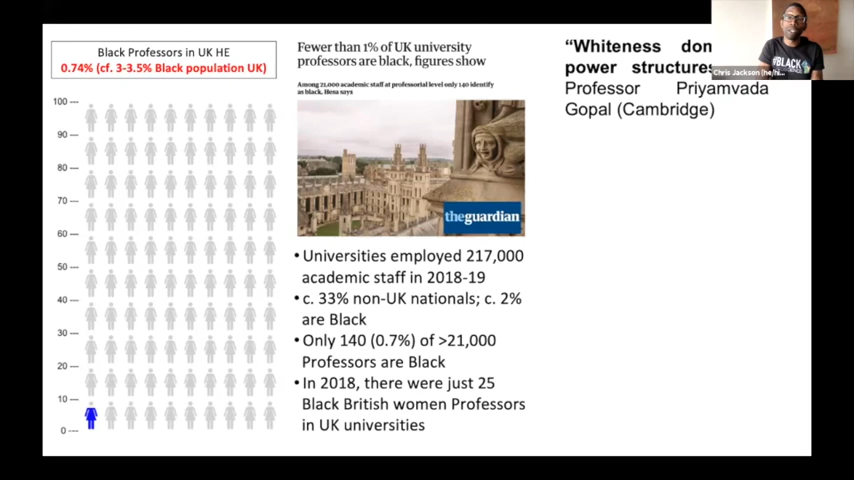 Black Professors in UK HE
0.74% (cf. 3-3.5% Black population UK)
100
90
80
70
60
50
40
30
20
10
0
Fewer than 1% of UK university
professors are black, figures show
Among 21,000 academic staff at professorial level only 140 identify
as black, Hesa says
theguardian
• Universities employed 217,000
academic staff in 2018-19
• c. 33% non-UK nationals; c. 2%
are Black
• Only 140 (0.7%) of >21,000
Professors are Black
• In 2018, there were just 25
Black British women Professors
in UK universities
“Whiteness
power structures
Professor Priyamvada
Gopal (Cambridge)
Chris Jackson (he/hi...
#BLACK